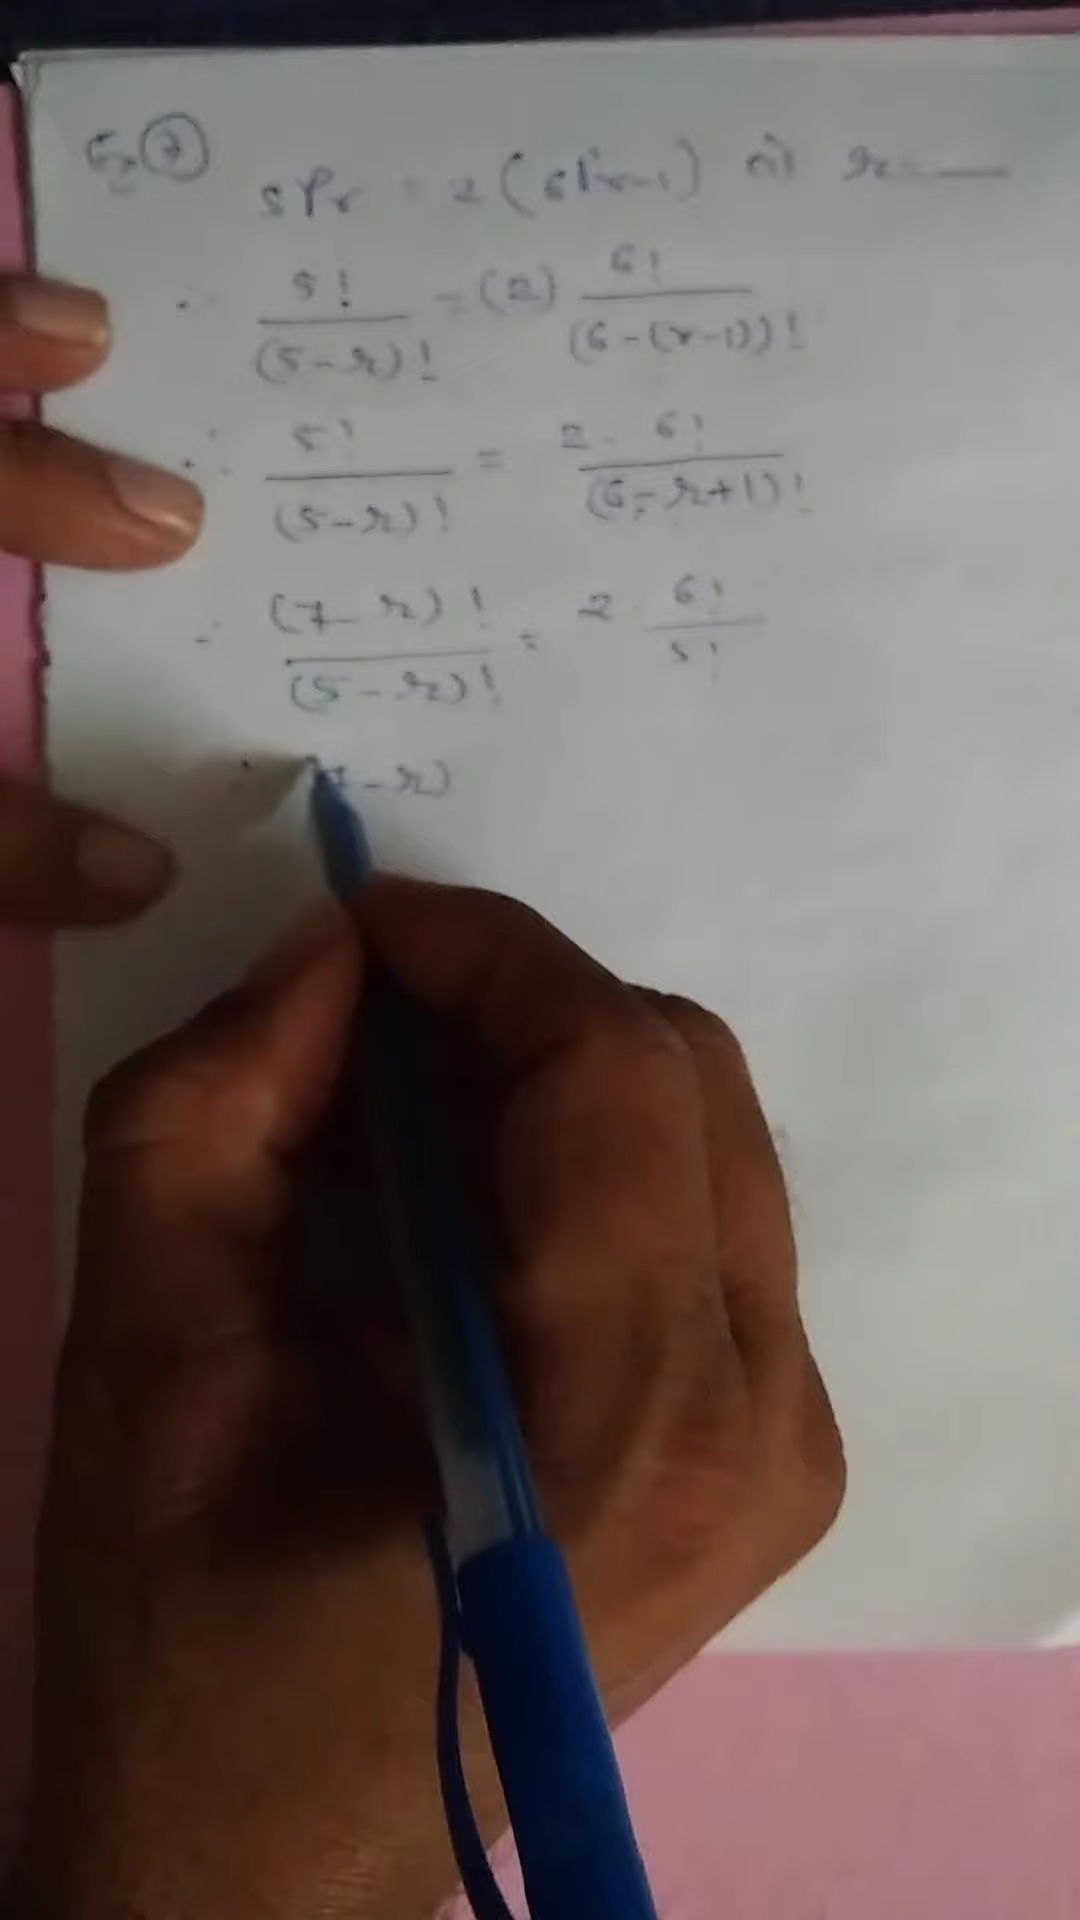 Ex 7
5Pr = 2(6Pr-1) તો r = ___
∴ 5! / (5-r)! = (2) 6! / (6-(r-1))!
∴ 5! / (5-r)! = 2. 6! / (6-r+1)!
∴ (7-r)! / (5-r)! = 2 6! / 5!
∴ (7-r)